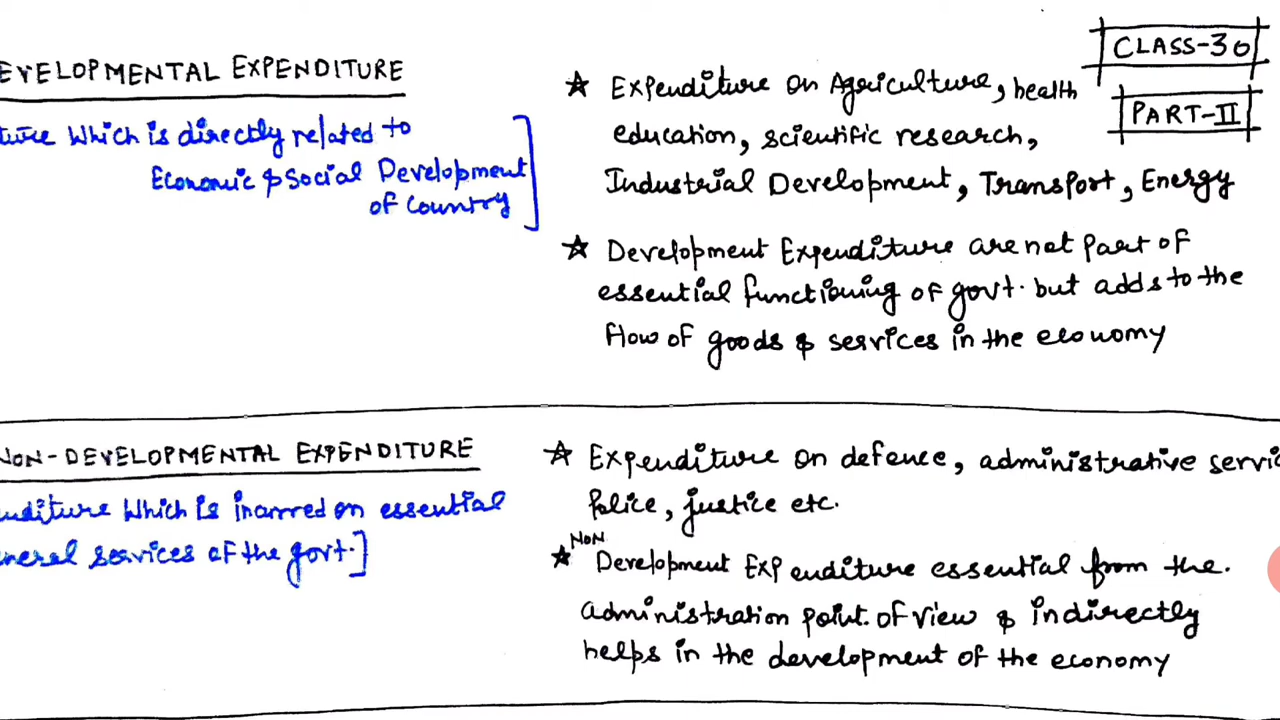 CLASS-30
PART-II
EVELOPMENTAL EXPENDITURE
ture which is directly related to
Economic & Social Development
of Country
☆ Expenditure on Agriculture, health
education, scientific research,
Industrial Development, Transport, Energy
☆ Development Expenditure are not part of
essential functioning of govt. but adds to the
flow of goods & services in the economy
NON-DEVELOPMENTAL EXPENDITURE
enditure which is incurred on essential
eneral services of the govt.]
☆ Expenditure on defence, administrative servic
Police, justice etc.
NON
☆ Development Expenditure essential from the.
administration point. of view & indirectly
helps in the development of the economy